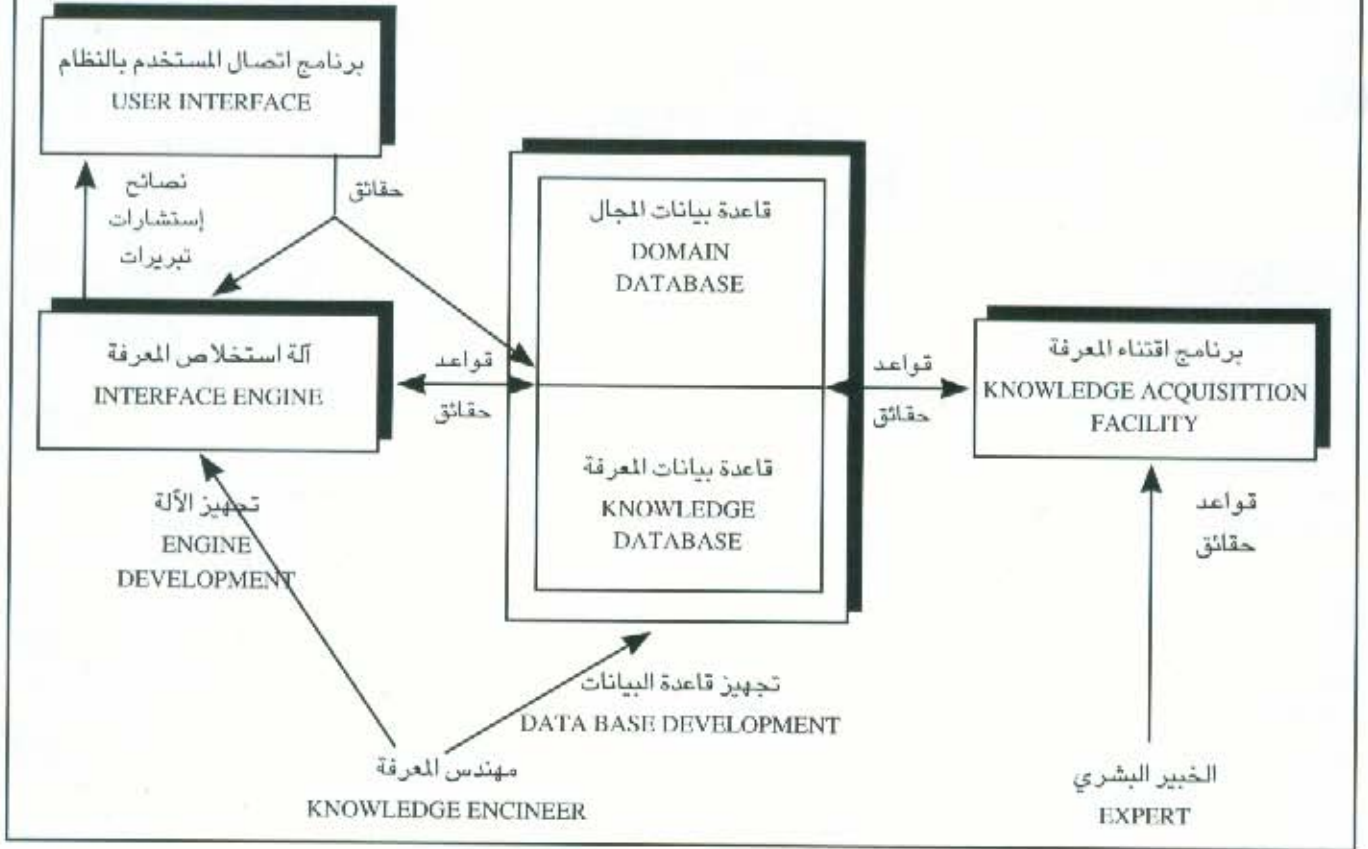 برنامج اتصال المستخدم بالنظام
USER INTERFACE
نصائح
إستشارات
تبريرات
حقائق
آلة استخلاص المعرفة
INTERFACE ENGINE
قواعد
حقائق
قاعدة بيانات المجال
DOMAIN
DATABASE
قاعدة بيانات المعرفة
KNOWLEDGE
DATABASE
قواعد
حقائق
برنامج اقتناء المعرفة
KNOWLEDGE ACQUISITTION
FACILITY
تجهيز الآلة
ENGINE
DEVELOPMENT
تجهيز قاعدة البيانات
DATA BASE DEVELOPMENT
قواعد
حقائق
مهندس المعرفة
KNOWLEDGE ENCINEER
الخبير البشري
EXPERT